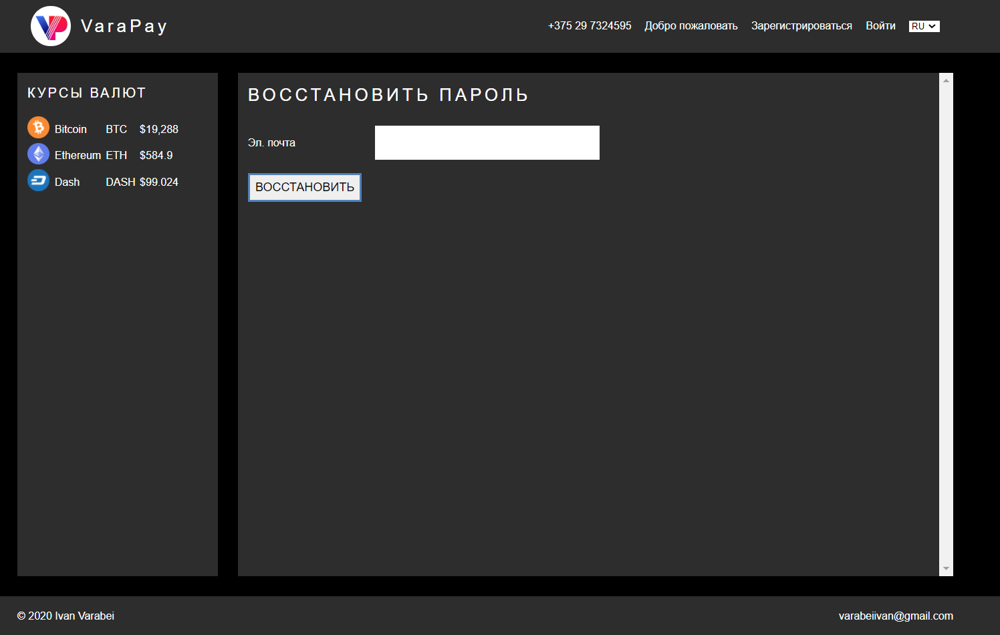 VaraPay
+375 29 7324595 Добро пожаловать Зарегистрироваться Войти RU
КУРСЫ ВАЛЮТ
Bitcoin BTC $19,288
Ethereum ETH $584.9
Dash DASH $99.024
ВОССТАНОВИТЬ ПАРОЛЬ
Эл. почта
ВОССТАНОВИТЬ
© 2020 Ivan Varabei
varabeiivan@gmail.com